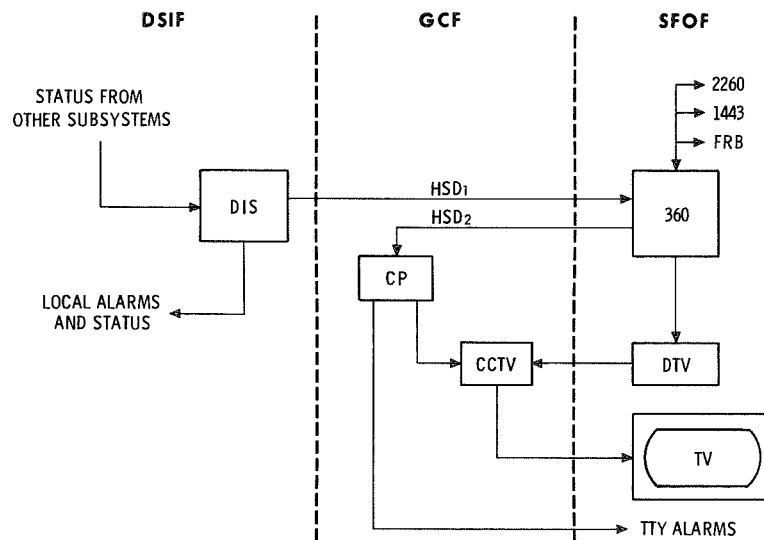 DSIF
GCF
SFOF
STATUS FROM
OTHER SUBSYSTEMS
2260
1443
FRB
DIS
HSD1
HSD2
360
CP
LOCAL ALARMS
AND STATUS
CCTV
DTV
TV
TTY ALARMS